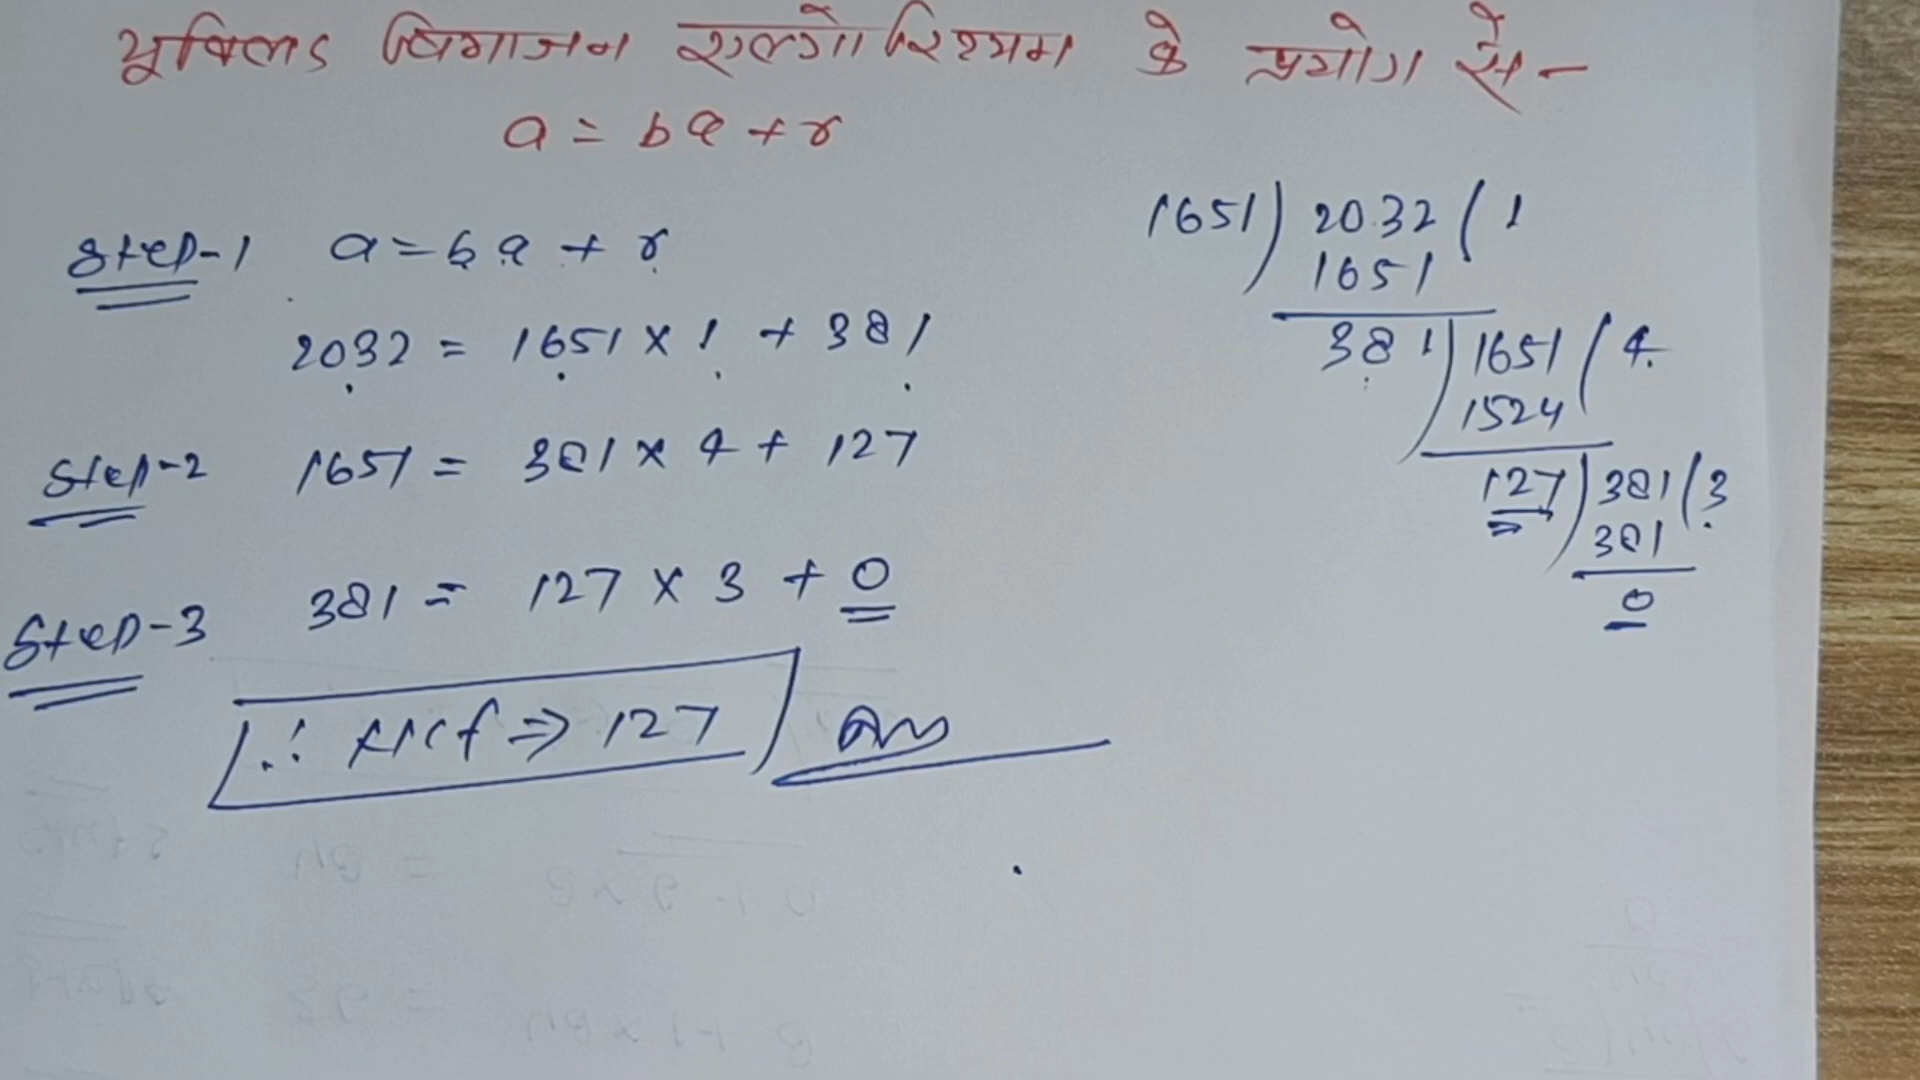 यूक्लिड विभाजन एल्गोरिथ्म के प्रयोग से-
a = bq + r
Step-1 a = bq + r
2032 = 1651 × 1 + 381
Step-2 1651 = 381 × 4 + 127
Step-3 381 = 127 × 3 + 0
∴ HCF ⇒ 127 Ans
1651) 2032 ( 1
1651
381 ) 1651 ( 4
1524
127 ) 381 ( 3
381
0